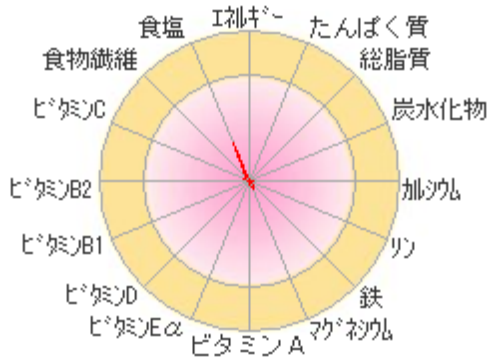 ｴﾈﾙｷﾞｰ
たんぱく質
総脂質
炭水化物
ｶﾙｼｳﾑ
ﾘﾝ
鉄
ﾏｸﾞﾈｼｳﾑ
ビタミンA
ﾋﾞﾀﾐﾝEα
ﾋﾞﾀﾐﾝD
ﾋﾞﾀﾐﾝB1
ﾋﾞﾀﾐﾝB2
ﾋﾞﾀﾐﾝC
食物繊維
食塩